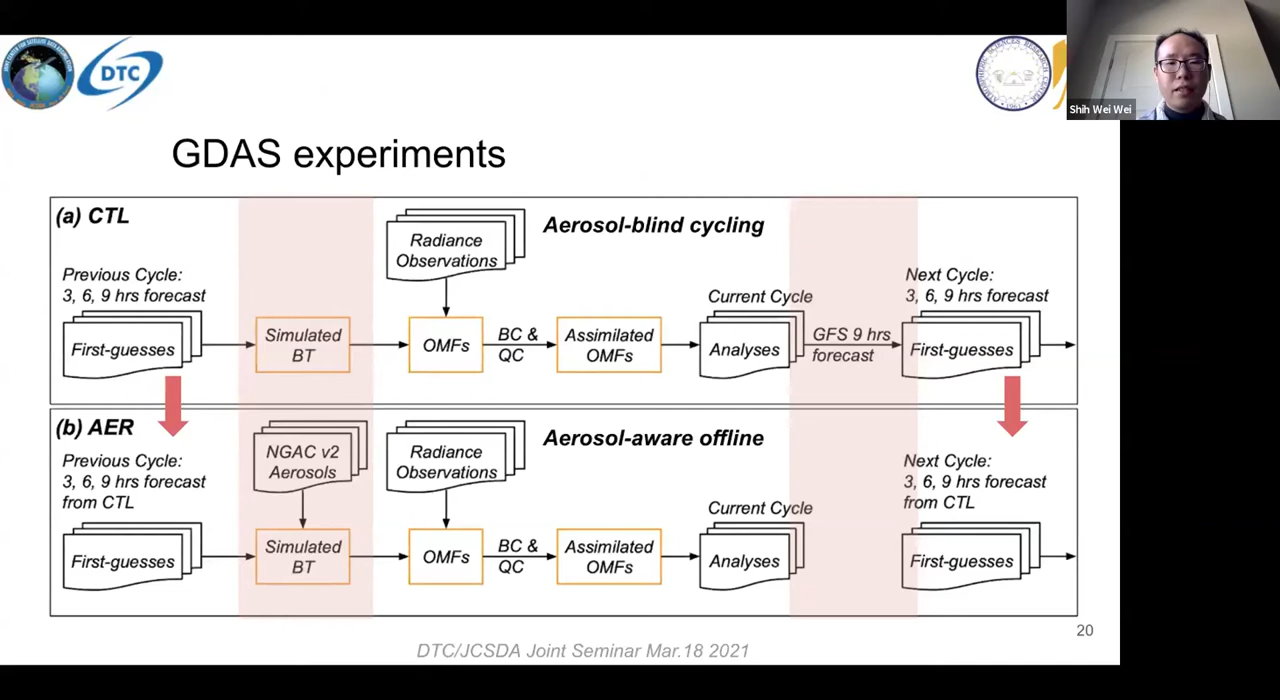 DTC
Shih Wei Wei
GDAS experiments
(a) CTL
Aerosol-blind cycling
Radiance
Observations
Previous Cycle:
3, 6, 9 hrs forecast
First-guesses
Simulated
BT
OMFs
BC &
QC
Assimilated
OMFs
Current Cycle
Analyses
GFS 9 hrs
forecast
Next Cycle:
3, 6, 9 hrs forecast
First-guesses
(b) AER
Aerosol-aware offline
NGAC v2
Aerosols
Radiance
Observations
Previous Cycle:
3, 6, 9 hrs forecast
from CTL
First-guesses
Simulated
BT
OMFs
BC &
QC
Assimilated
OMFs
Current Cycle
Analyses
Next Cycle:
3, 6, 9 hrs forecast
from CTL
First-guesses
20
DTC/JCSDA Joint Seminar Mar.18 2021